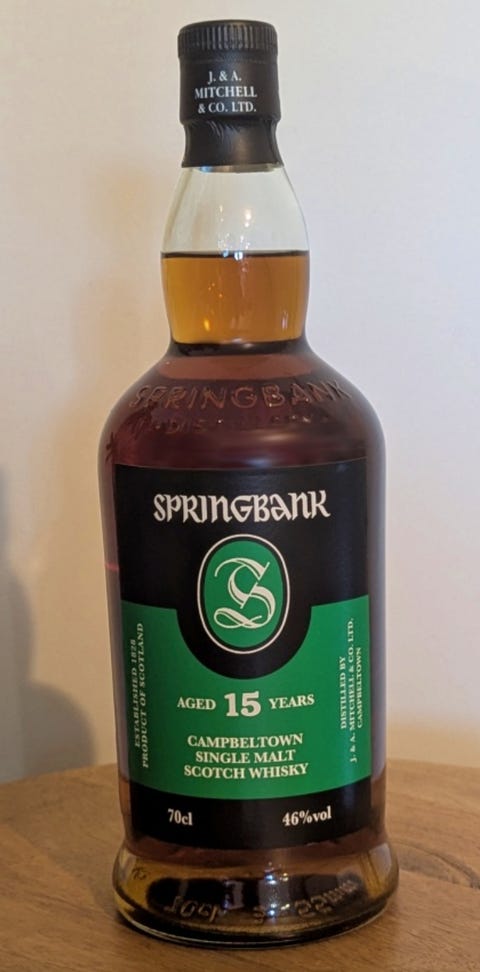 J. & A.
MITCHELL
& CO. LTD.
SPRINGBANK
SPRINGBANK
S
ESTABLISHED 1828
PRODUCT OF SCOTLAND
AGED 15 YEARS
CAMPBELTOWN
SINGLE MALT
SCOTCH WHISKY
DISTILLED BY
J. & A. MITCHELL & CO. LTD.
CAMPBELTOWN
70cl 46%vol